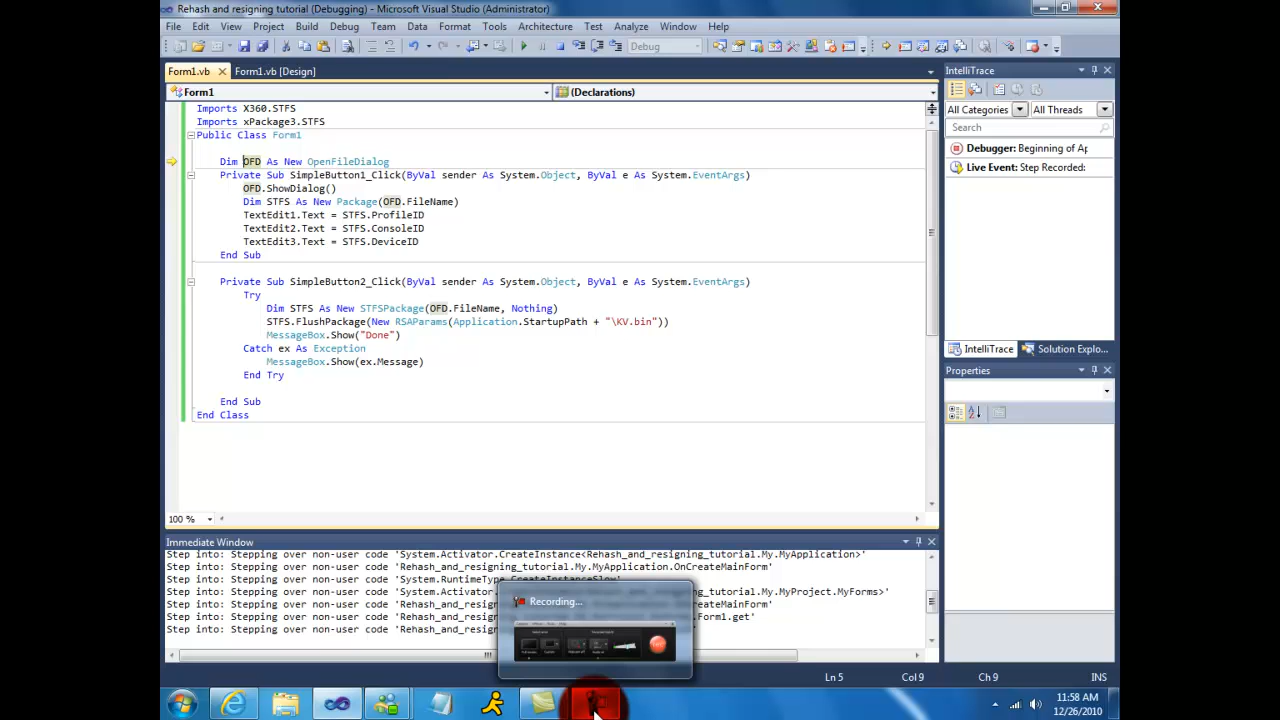 Rehash and resigning tutorial (Debugging) - Microsoft Visual Studio (Administrator)
File Edit View Project Build Debug Team Data Format Tools Architecture Test Analyze Window Help
Debug
Form1.vb Form1.vb [Design]
Form1 (Declarations)
Imports X360.STFS
Imports xPackage3.STFS
Public Class Form1
Dim OFD As New OpenFileDialog
Private Sub SimpleButton1_Click(ByVal sender As System.Object, ByVal e As System.EventArgs)
OFD.ShowDialog()
Dim STFS As New Package(OFD.FileName)
TextEdit1.Text = STFS.ProfileID
TextEdit2.Text = STFS.ConsoleID
TextEdit3.Text = STFS.DeviceID
End Sub
Private Sub SimpleButton2_Click(ByVal sender As System.Object, ByVal e As System.EventArgs)
Try
Dim STFS As New STFSPackage(OFD.FileName, Nothing)
STFS.FlushPackage(New RSAParams(Application.StartupPath + "\KV.bin"))
MessageBox.Show("Done")
Catch ex As Exception
MessageBox.Show(ex.Message)
End Try
End Sub
End Class
100 %
IntelliTrace
All Categories All Threads
Search
Debugger: Beginning of Ap
Live Event: Step Recorded:
IntelliTrace Solution Explo...
Properties
Immediate Window
Step into: Stepping over non-user code 'System.Activator.CreateInstance<Rehash_and_resigning_tutorial.My.MyApplication>'
Step into: Stepping over non-user code 'Rehash_and_resigning_tutorial.My.MyApplication.OnCreateMainForm'
Step into: Stepping over non-user code 'System.RuntimeType.CreateInstanceSlow'
Step into: Stepping over non-user code 'System.Activator. g_tutorial.My.MyProject.MyForms>'
Step into: Stepping over non-user code 'Rehash_and_res eateMainForm'
Step into: Stepping over non-user code 'Rehash_and_res Form1.get'
Step into: Stepping over non-user code 'Rehash_and_res
Recording...
Ln 5 Col 9 Ch 9 INS
11:58 AM
12/26/2010